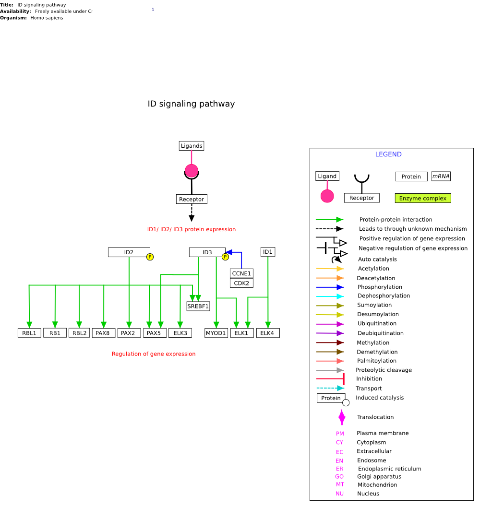 Title: ID signaling pathway
Availability: Freely available under C
Organism: Homo sapiens
ID signaling pathway
Ligands
Receptor
ID1/ ID2/ ID3 protein expression
ID2
P
ID3
P
ID1
CCNE1
CDK2
SREBF1
RBL1
RB1
RBL2
PAX8
PAX2
PAX5
ELK3
MYOD1
ELK1
ELK4
Regulation of gene expression
LEGEND
Ligand
Receptor
Protein
mRNA
Enzyme complex
Protein-protein interaction
Leads to through unknown mechanism
Positive regulation of gene expression
Negative regulation of gene expression
Auto catalysis
Acetylation
Deacetylation
Phosphorylation
Dephosphorylation
Sumoylation
Desumoylation
Ubiquitination
Deubiquitination
Methylation
Demethylation
Palmitoylation
Proteolytic cleavage
Inhibition
Transport
Protein
Induced catalysis
Translocation
PM Plasma membrane
CY Cytoplasm
EC Extracellular
EN Endosome
ER Endoplasmic reticulum
GO Golgi apparatus
MT Mitochondrion
NU Nucleus